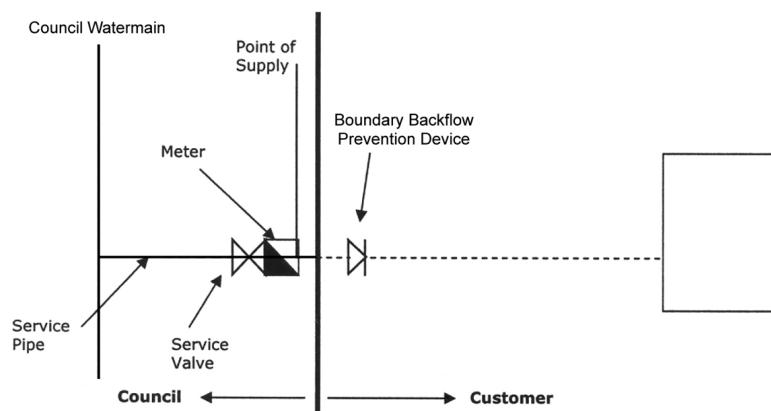 Council Watermain
Point of
Supply
Boundary Backflow
Prevention Device
Meter
Service
Pipe
Service
Valve
Council
Customer